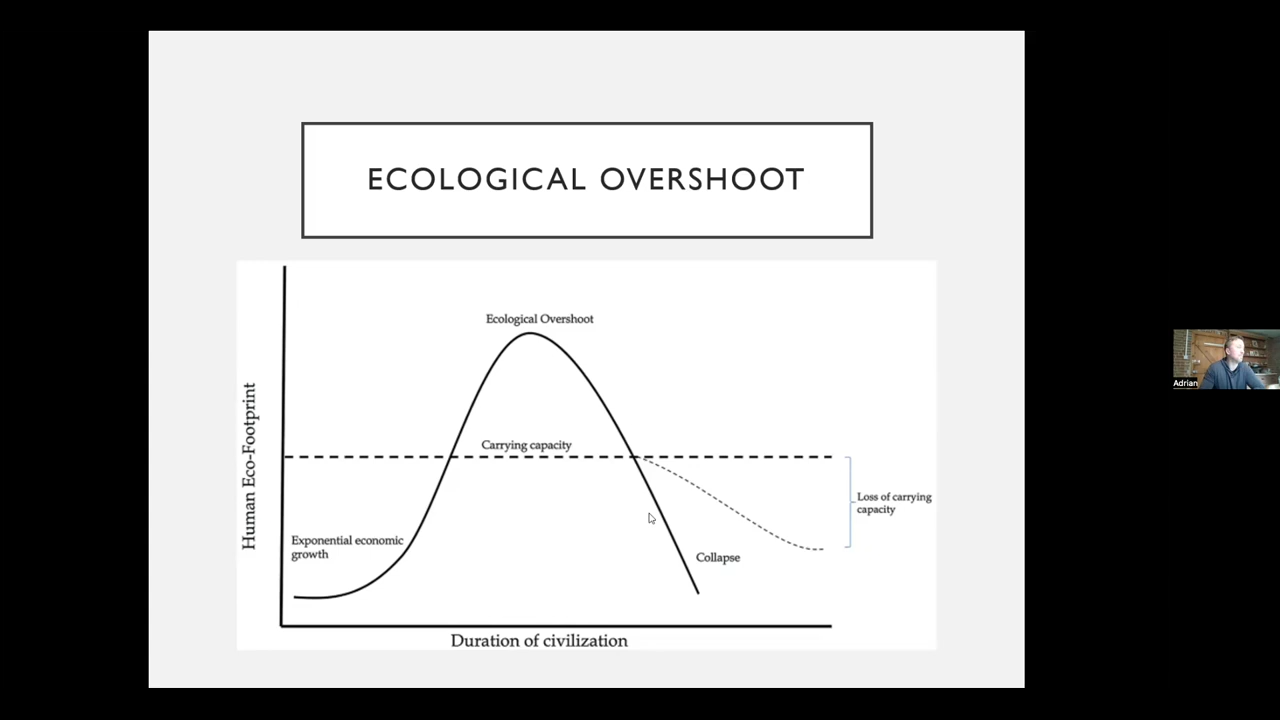 ECOLOGICAL OVERSHOOT
Ecological Overshoot
Human Eco-Footprint
Carrying capacity
Loss of carrying
capacity
Exponential economic
growth
Collapse
Duration of civilization
Adrian